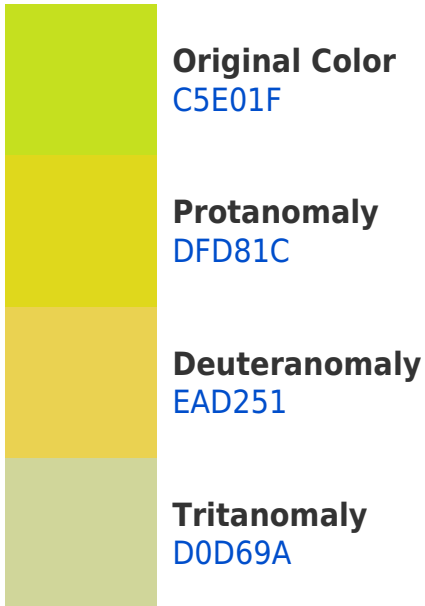 Original Color
C5E01F
Protanomaly
DFD81C
Deuteranomaly
EAD251
Tritanomaly
D0D69A